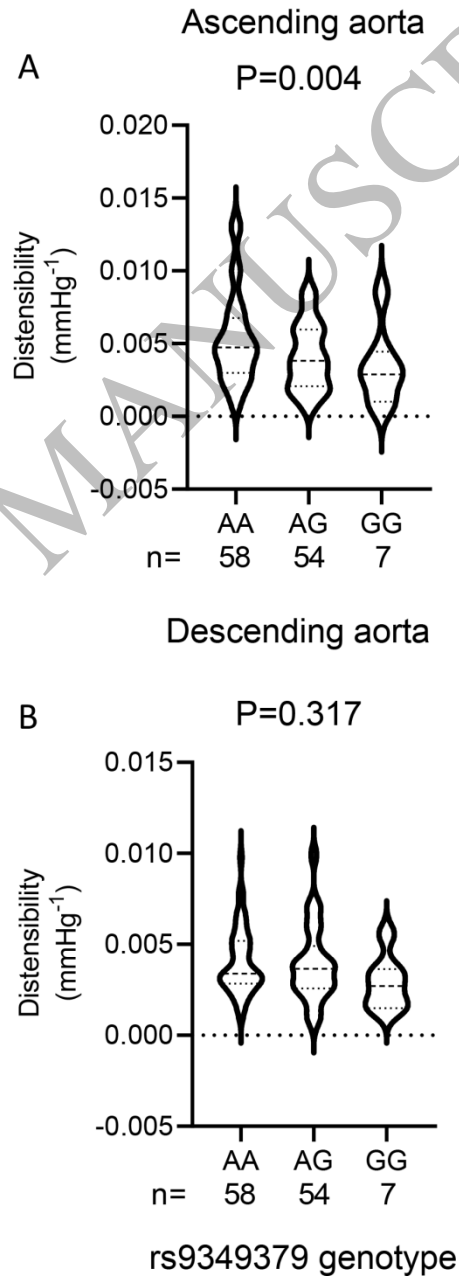 Ascending aorta
A
P=0.004
Distensibility
(mmHg-1)
0.020
0.015
0.010
0.005
0.000
-0.005
AA AG GG
n= 58 54 7
MANUSC
Descending aorta
B
P=0.317
Distensibility
(mmHg-1)
0.015
0.010
0.005
0.000
-0.005
AA AG GG
n= 58 54 7
rs9349379 genotype